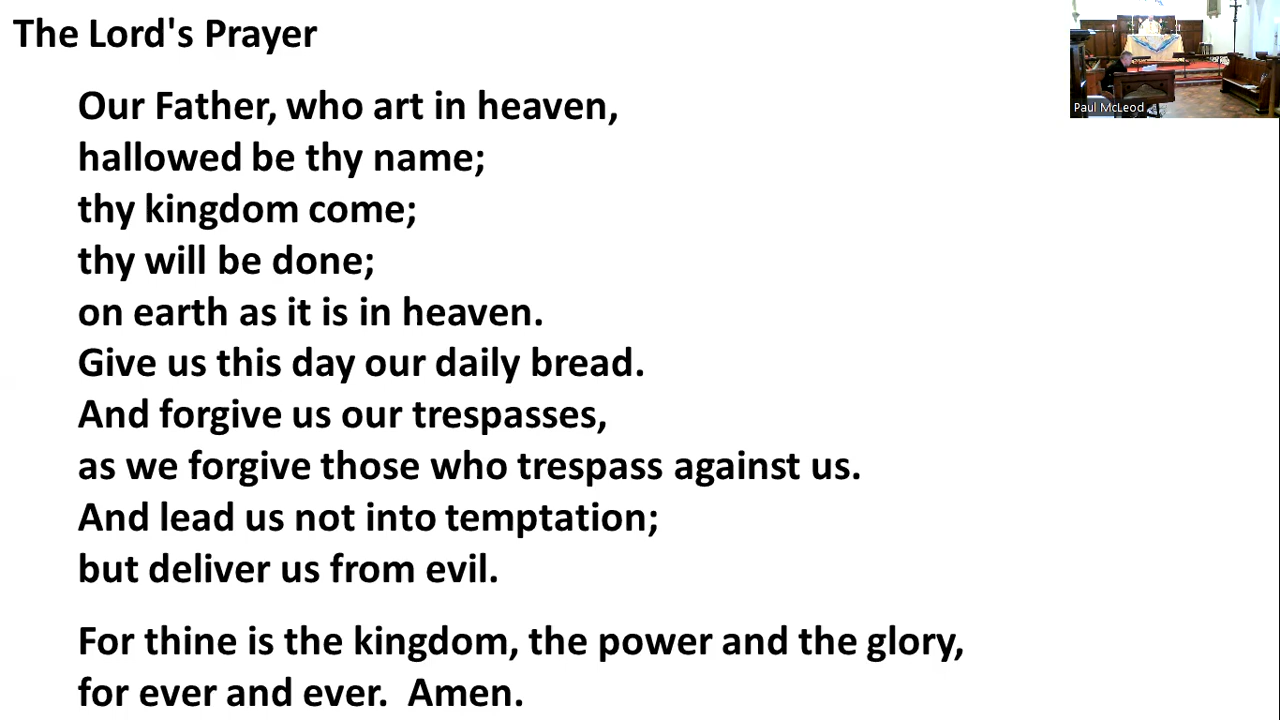 The Lord's Prayer
Our Father, who art in heaven,
hallowed be thy name;
thy kingdom come;
thy will be done;
on earth as it is in heaven.
Give us this day our daily bread.
And forgive us our trespasses,
as we forgive those who trespass against us.
And lead us not into temptation;
but deliver us from evil.
For thine is the kingdom, the power and the glory,
for ever and ever.  Amen.
Paul McLeod